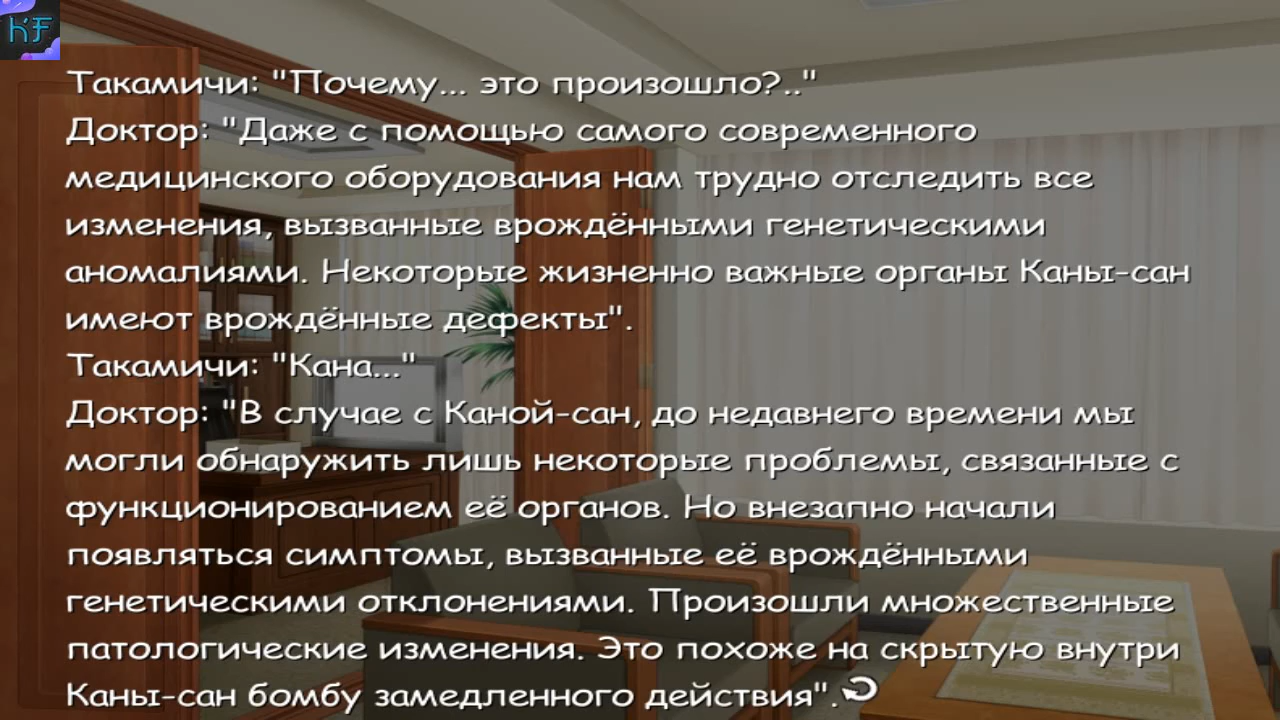 KF
Такамичи: "Почему... это произошло?.."
Доктор: "Даже с помощью самого современного
медицинского оборудования нам трудно отследить все
изменения, вызванные врождёнными генетическими
аномалиями. Некоторые жизненно важные органы Каны-сан
имеют врождённые дефекты".
Такамичи: "Кана..."
Доктор: "В случае с Каной-сан, до недавнего времени мы
могли обнаружить лишь некоторые проблемы, связанные с
функционированием её органов. Но внезапно начали
появляться симптомы, вызванные её врождёнными
генетическими отклонениями. Произошли множественные
патологические изменения. Это похоже на скрытую внутри
Каны-сан бомбу замедленного действия".